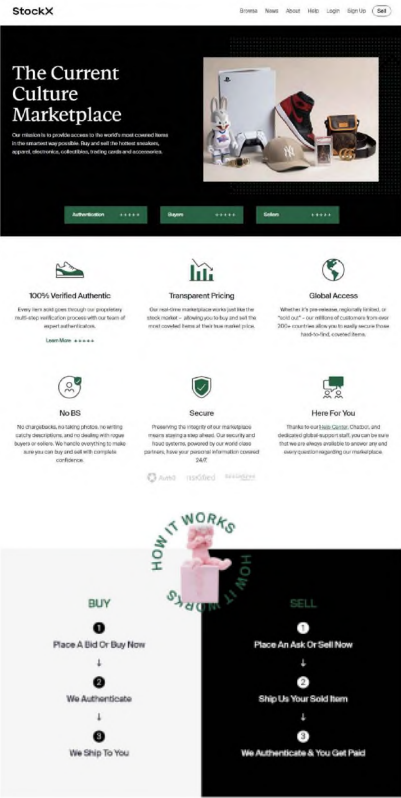 StockX
Browse News About Help Login Sign Up Sell
The Current
Culture
Marketplace
Our mission is to provide access to the world's most coveted items
in the smartest way possible. Buy and sell the hottest sneakers,
apparel, electronics, collectibles, trading cards and accessories.
Authentication
Buyers
Sellers
100% Verified Authentic
Every item sold goes through our proprietary
multi-step verification process with our team of
expert authenticators.
Learn More
Transparent Pricing
Our real-time marketplace works just like the
stock market – allowing you to buy and sell the
most coveted items at their true market price.
Global Access
Whether it's pre-release, regionally limited, or
"sold out" – our millions of customers from over
200+ countries allow you to easily secure those
hard-to-find, coveted items.
No BS
No chargebacks, no taking photos, no writing
catchy descriptions, and no dealing with rogue
buyers or sellers. We handle everything to make
sure you can buy and sell with complete
confidence.
Secure
Preserving the integrity of our marketplace
means staying a step ahead. Our security and
fraud systems, powered by our world class
partners, have your personal information covered
24/7.
Here For You
Thanks to our Help Center, Chatbot, and
dedicated global support staff, you can be sure
that we are always available to answer any and
every question regarding our marketplace.
HOW IT WORKS
HOW IT WORKS
BUY
1
Place A Bid Or Buy Now
2
We Authenticate
3
We Ship To You
SELL
1
Place An Ask Or Sell Now
2
Ship Us Your Sold Item
3
We Authenticate & You Get Paid